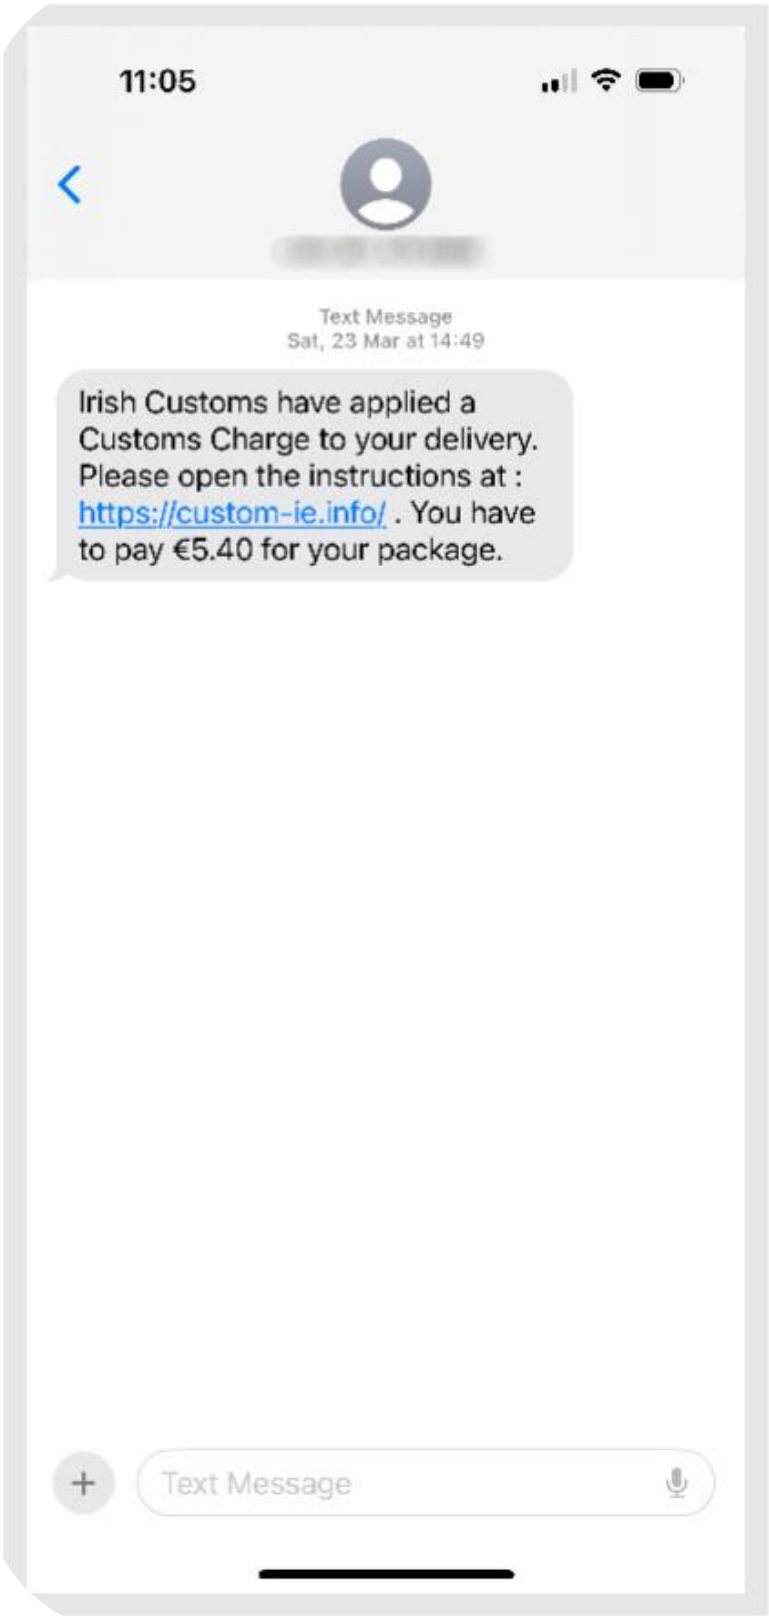 11:05
Text Message
Sat, 23 Mar at 14:49
Irish Customs have applied a
Customs Charge to your delivery.
Please open the instructions at :
https://custom-ie.info/ . You have
to pay €5.40 for your package.
Text Message